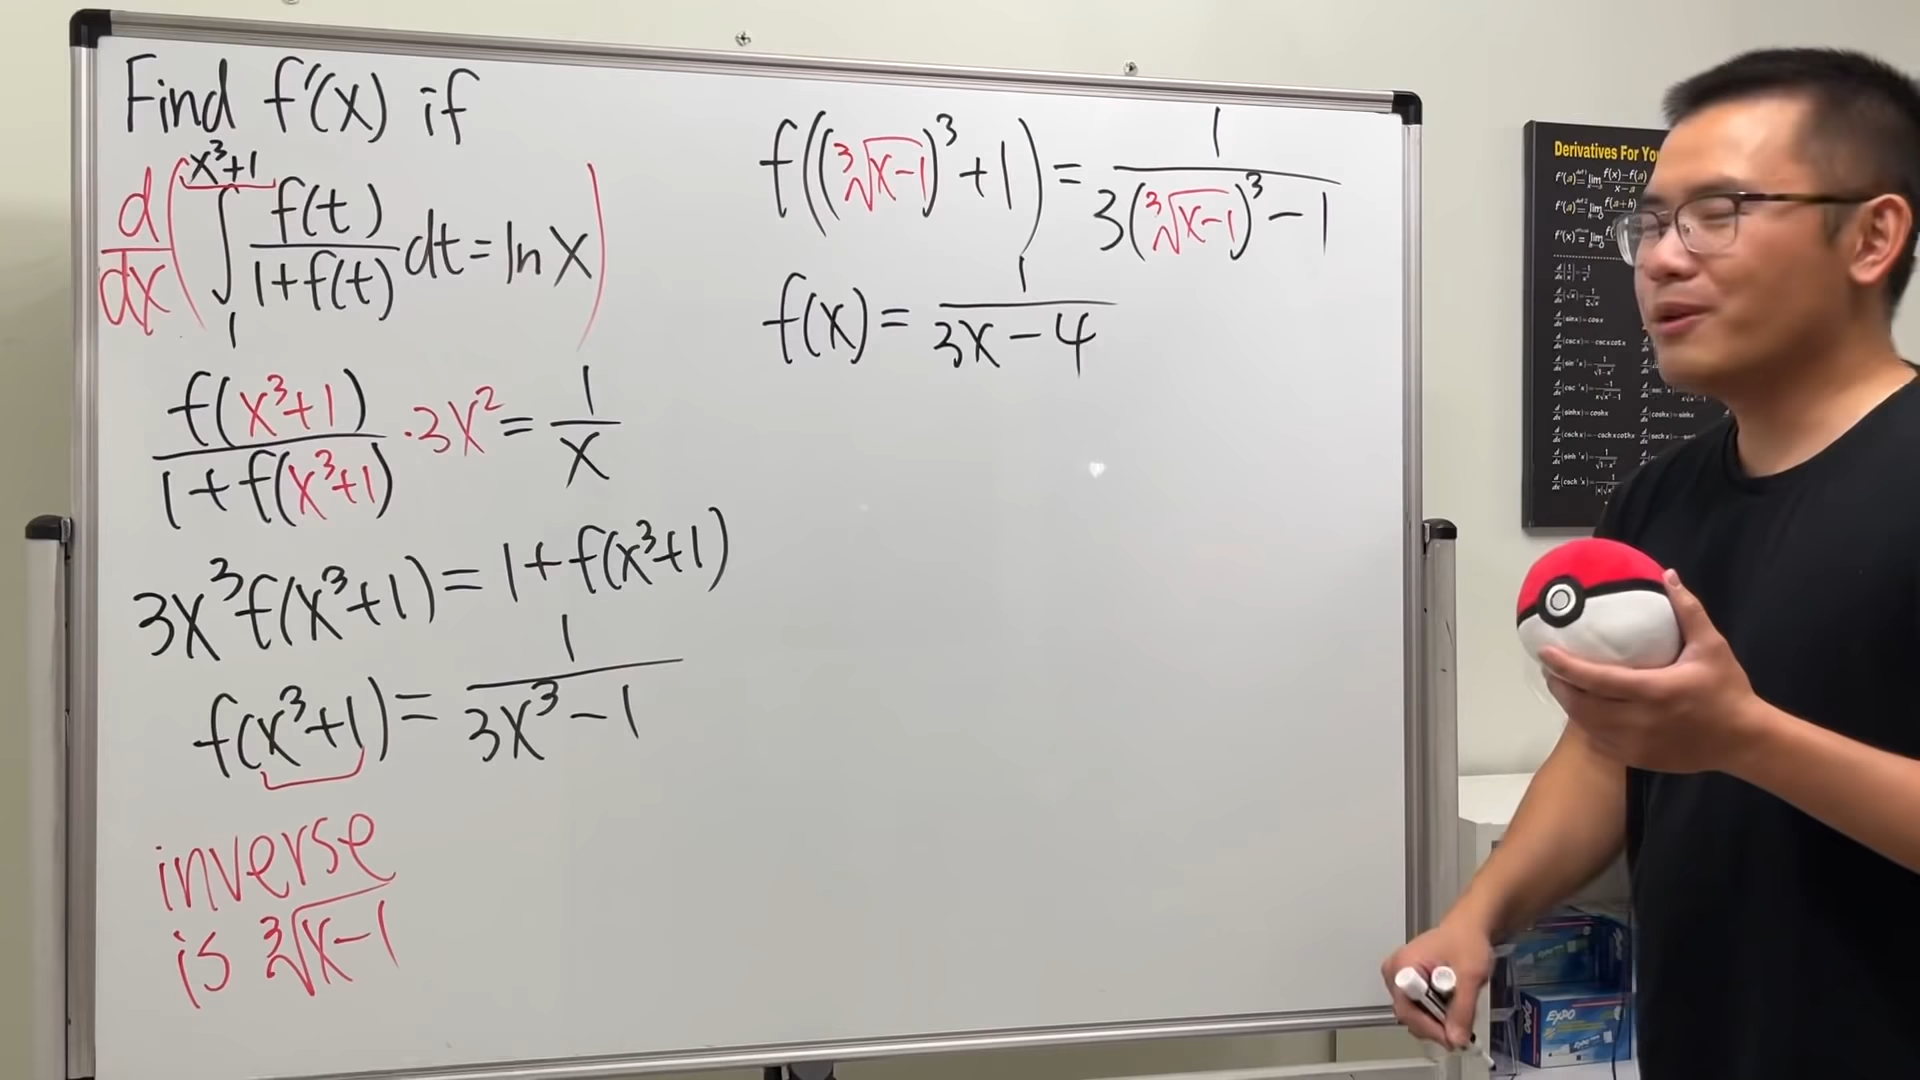 Find f'(x) if
d/dx (∫₁^(x³+1) f(t)/(1+f(t)) dt = ln x)
f(x³+1)/(1+f(x³+1)) · 3x² = 1/x
3x³f(x³+1) = 1+f(x³+1)
f(x³+1) = 1/(3x³−1)
inverse
is ∛(x−1)
f((∛(x−1))³+1) = 1/(3(∛(x−1))³−1)
f(x) = 1/(3x−4)
Derivatives For You
EXPO